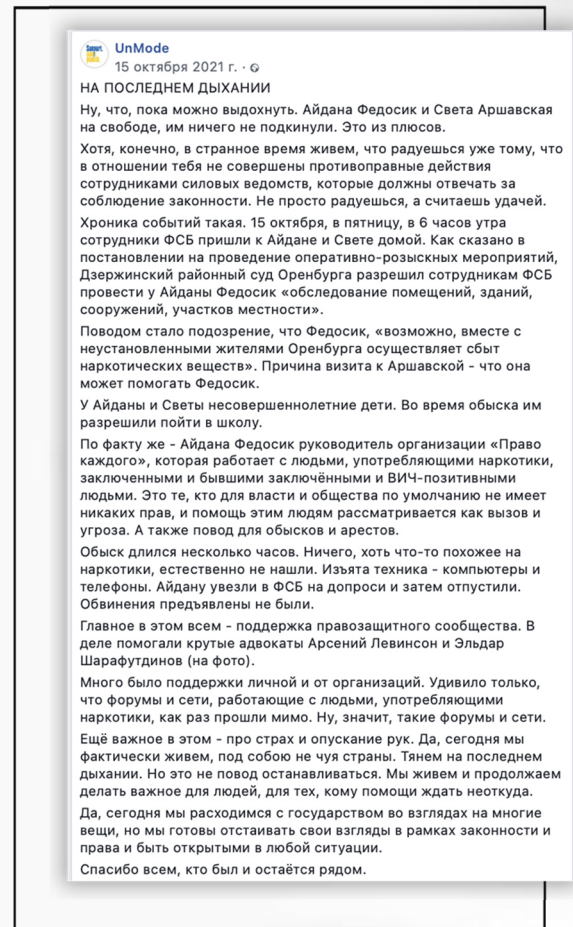 Support.
UnMode
15 октября 2021 г. ·
НА ПОСЛЕДНЕМ ДЫХАНИИ
Ну, что, пока можно выдохнуть. Айдана Федосик и Света Аршавская
на свободе, им ничего не подкинули. Это из плюсов.
Хотя, конечно, в странное время живем, что радуешься уже тому, что
в отношении тебя не совершены противоправные действия
сотрудниками силовых ведомств, которые должны отвечать за
соблюдение законности. Не просто радуешься, а считаешь удачей.
Хроника событий такая. 15 октября, в пятницу, в 6 часов утра
сотрудники ФСБ пришли к Айдане и Свете домой. Как сказано в
постановлении на проведение оперативно-розыскных мероприятий,
Дзержинский районный суд Оренбурга разрешил сотрудникам ФСБ
провести у Айданы Федосик «обследование помещений, зданий,
сооружений, участков местности».
Поводом стало подозрение, что Федосик, «возможно, вместе с
неустановленными жителями Оренбурга осуществляет сбыт
наркотических веществ». Причина визита к Аршавской - что она
может помогать Федосик.
У Айданы и Светы несовершеннолетние дети. Во время обыска им
разрешили пойти в школу.
По факту же - Айдана Федосик руководитель организации «Право
каждого», которая работает с людьми, употребляющими наркотики,
заключенными и бывшими заключёнными и ВИЧ-позитивными
людьми. Это те, кто для власти и общества по умолчанию не имеет
никаких прав, и помощь этим людям рассматривается как вызов и
угроза. А также повод для обысков и арестов.
Обыск длился несколько часов. Ничего, хоть что-то похожее на
наркотики, естественно не нашли. Изъята техника - компьютеры и
телефоны. Айдану увезли в ФСБ на допроси и затем отпустили.
Обвинения предъявлены не были.
Главное в этом всем - поддержка правозащитного сообщества. В
деле помогали крутые адвокаты Арсений Левинсон и Эльдар
Шарафутдинов (на фото).
Много было поддержки личной и от организаций. Удивило только,
что форумы и сети, работающие с людьми, употребляющими
наркотики, как раз прошли мимо. Ну, значит, такие форумы и сети.
Ещё важное в этом - про страх и опускание рук. Да, сегодня мы
фактически живем, под собою не чуя страны. Тянем на последнем
дыхании. Но это не повод останавливаться. Мы живем и продолжаем
делать важное для людей, для тех, кому помощи ждать неоткуда.
Да, сегодня мы расходимся с государством во взглядах на многие
вещи, но мы готовы отстаивать свои взгляды в рамках законности и
права и быть открытыми в любой ситуации.
Спасибо всем, кто был и остаётся рядом.